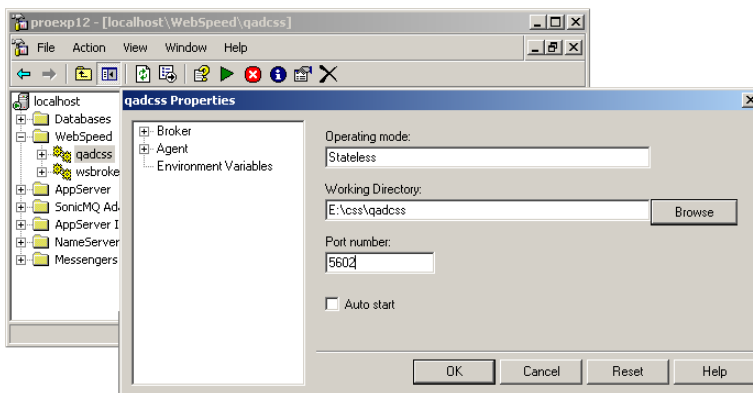 proexp12 - [localhost\WebSpeed\qadcss]
File Action View Window Help
localhost
Databases
WebSpeed
qadcss
wsbroke
AppServer
SonicMQ Ad
AppServer I
NameServer
Messengers
qadcss Properties
Broker
Agent
Environment Variables
Operating mode:
Stateless
Working Directory:
E:\css\qadcss
Browse
Port number:
5602
Auto start
OK Cancel Reset Help